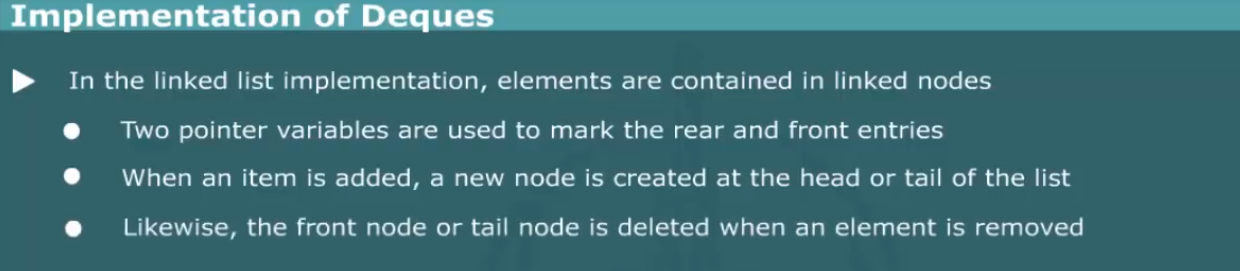 Implementation of Deques
In the linked list implementation, elements are contained in linked nodes
Two pointer variables are used to mark the rear and front entries
When an item is added, a new node is created at the head or tail of the list
Likewise, the front node or tail node is deleted when an element is removed